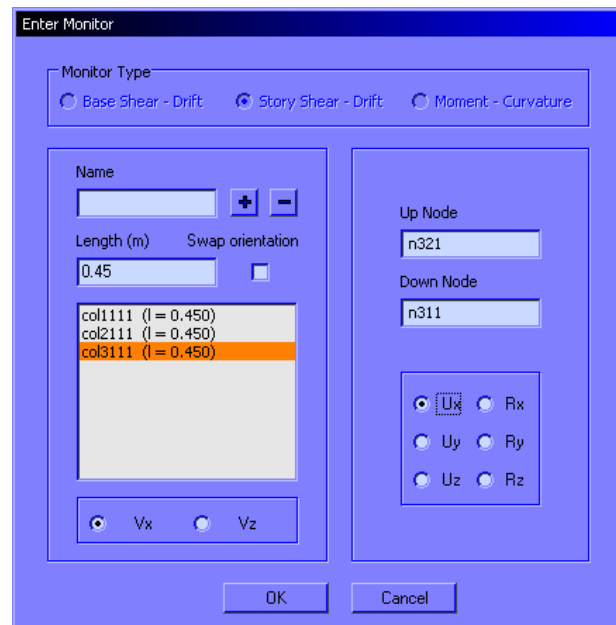 Enter Monitor
Monitor Type
Base Shear - Drift Story Shear - Drift Moment - Curvature
Name
+ -
Length (m) Swap orientation
0.45
col1111 (l = 0.450)
col2111 (l = 0.450)
col3111 (l = 0.450)
Vx Vz
Up Node
n321
Down Node
n311
Ux Rx
Uy Ry
Uz Rz
OK Cancel